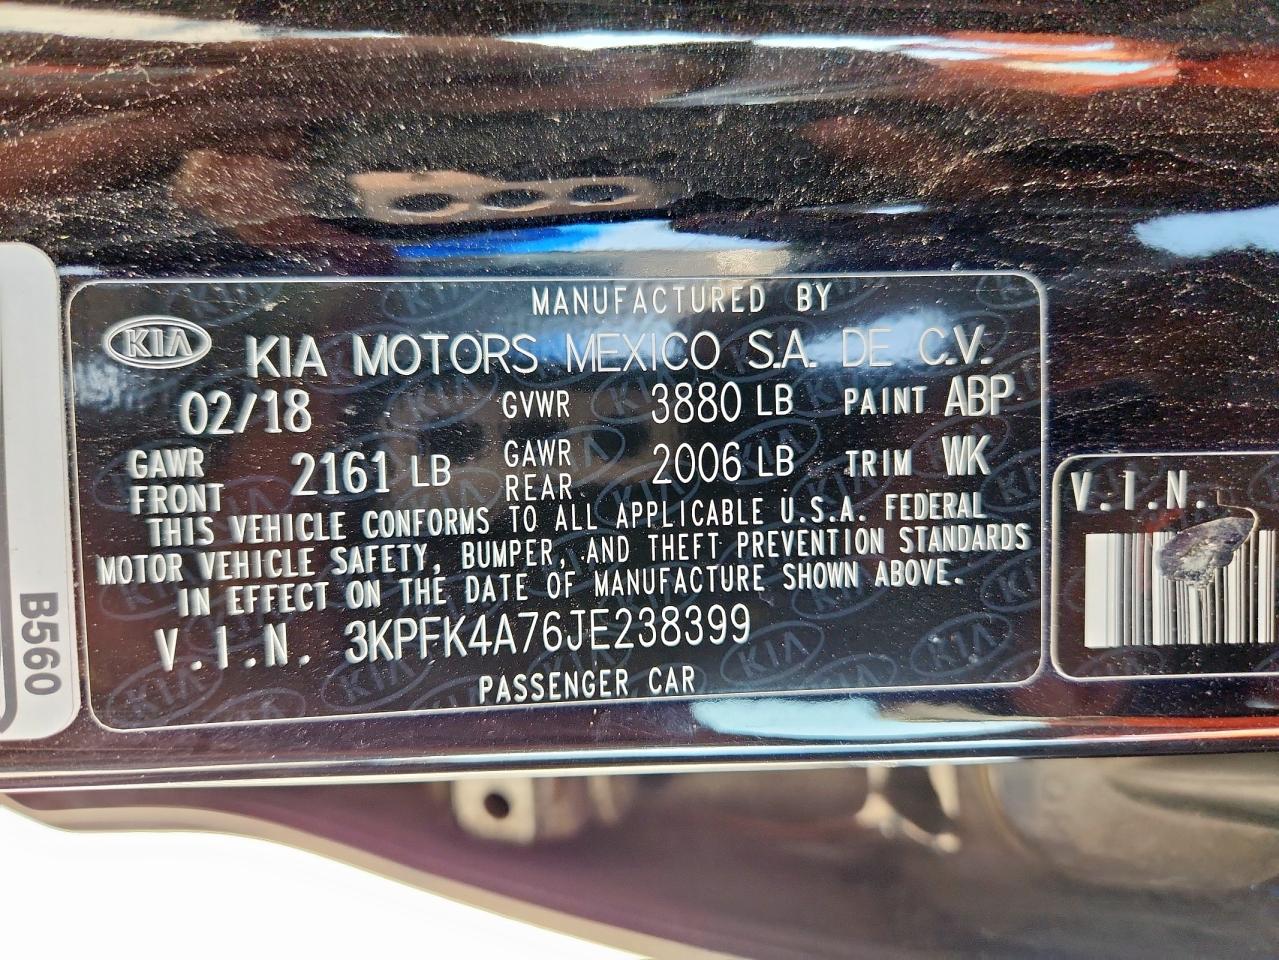 MANUFACTURED BY
KIA KIA MOTORS MEXICO S.A. DE C.V.
02/18 GVWR 3880 LB PAINT ABP
GAWR FRONT 2161 LB GAWR REAR 2006 LB TRIM WK
THIS VEHICLE CONFORMS TO ALL APPLICABLE U.S.A. FEDERAL
MOTOR VEHICLE SAFETY, BUMPER, AND THEFT PREVENTION STANDARDS
IN EFFECT ON THE DATE OF MANUFACTURE SHOWN ABOVE.
V.I.N. 3KPFK4A76JE238399
PASSENGER CAR
V.I.N.
B560